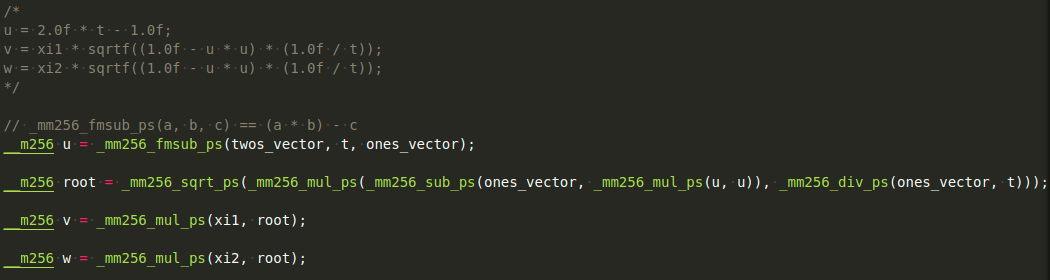 /*
u = 2.0f * t - 1.0f;
v = xi1 * sqrtf((1.0f - u * u) * (1.0f / t));
w = xi2 * sqrtf((1.0f - u * u) * (1.0f / t));
*/
// _mm256_fmsub_ps(a, b, c) == (a * b) - c
__m256 u = _mm256_fmsub_ps(twos_vector, t, ones_vector);
__m256 root = _mm256_sqrt_ps(_mm256_mul_ps(_mm256_sub_ps(ones_vector, _mm256_mul_ps(u, u)), _mm256_div_ps(ones_vector, t)));
__m256 v = _mm256_mul_ps(xi1, root);
__m256 w = _mm256_mul_ps(xi2, root);